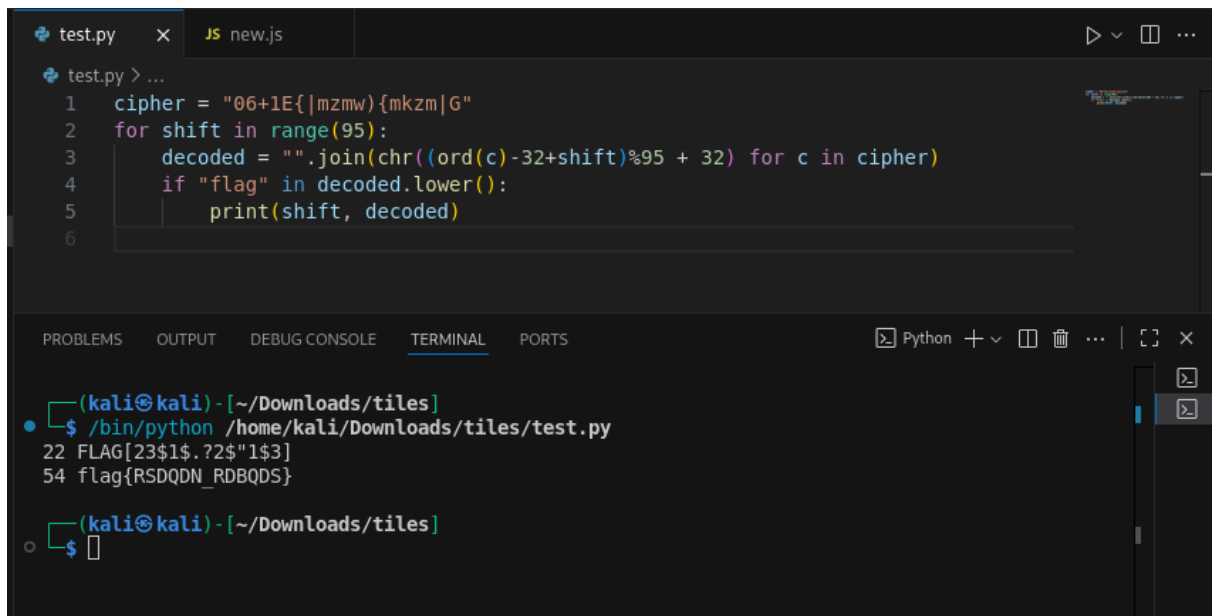 test.py × JS new.js
test.py > ...
1 cipher = "06+1E{|mzmw){mkzm|G"
2 for shift in range(95):
3 decoded = "".join(chr((ord(c)-32+shift)%95 + 32) for c in cipher)
4 if "flag" in decoded.lower():
5 print(shift, decoded)
6
PROBLEMS OUTPUT DEBUG CONSOLE TERMINAL PORTS Python
┌──(kali㉿kali)-[~/Downloads/tiles]
└─$ /bin/python /home/kali/Downloads/tiles/test.py
22 FLAG[23$1$.?2$"1$3]
54 flag{RSDQDN_RDBQDS}
┌──(kali㉿kali)-[~/Downloads/tiles]
└─$